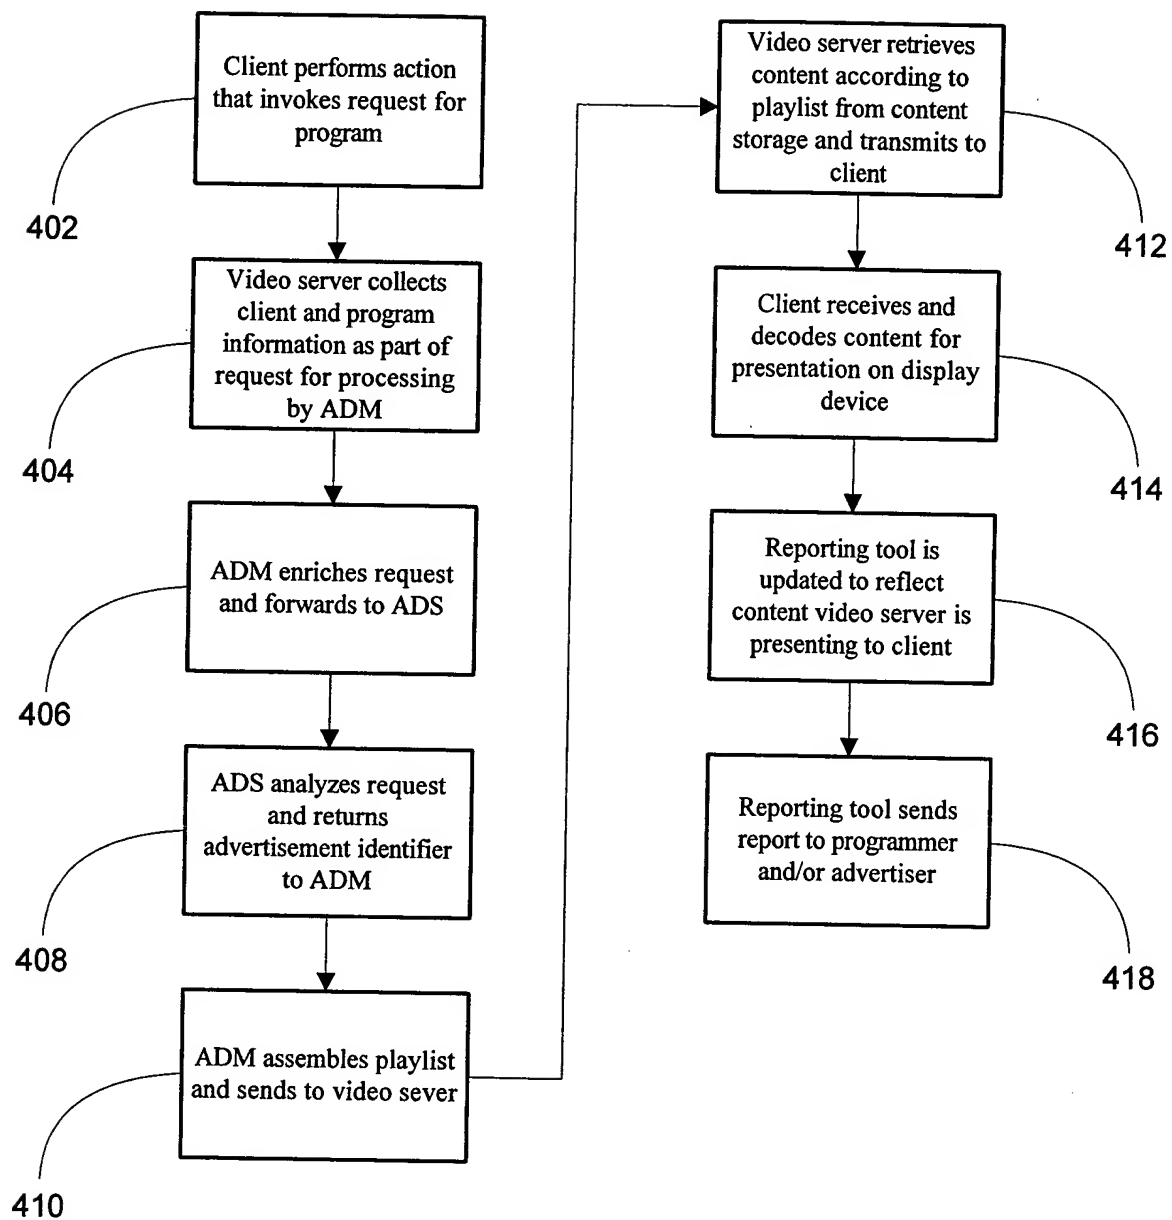 Client performs action
that invokes request for
program
402
Video server collects
client and program
information as part of
request for processing
by ADM
404
ADM enriches request
and forwards to ADS
406
ADS analyzes request
and returns
advertisement identifier
to ADM
408
ADM assembles playlist
and sends to video sever
410
Video server retrieves
content according to
playlist from content
storage and transmits to
client
412
Client receives and
decodes content for
presentation on display
device
414
Reporting tool is
updated to reflect
content video server is
presenting to client
416
Reporting tool sends
report to programmer
and/or advertiser
418